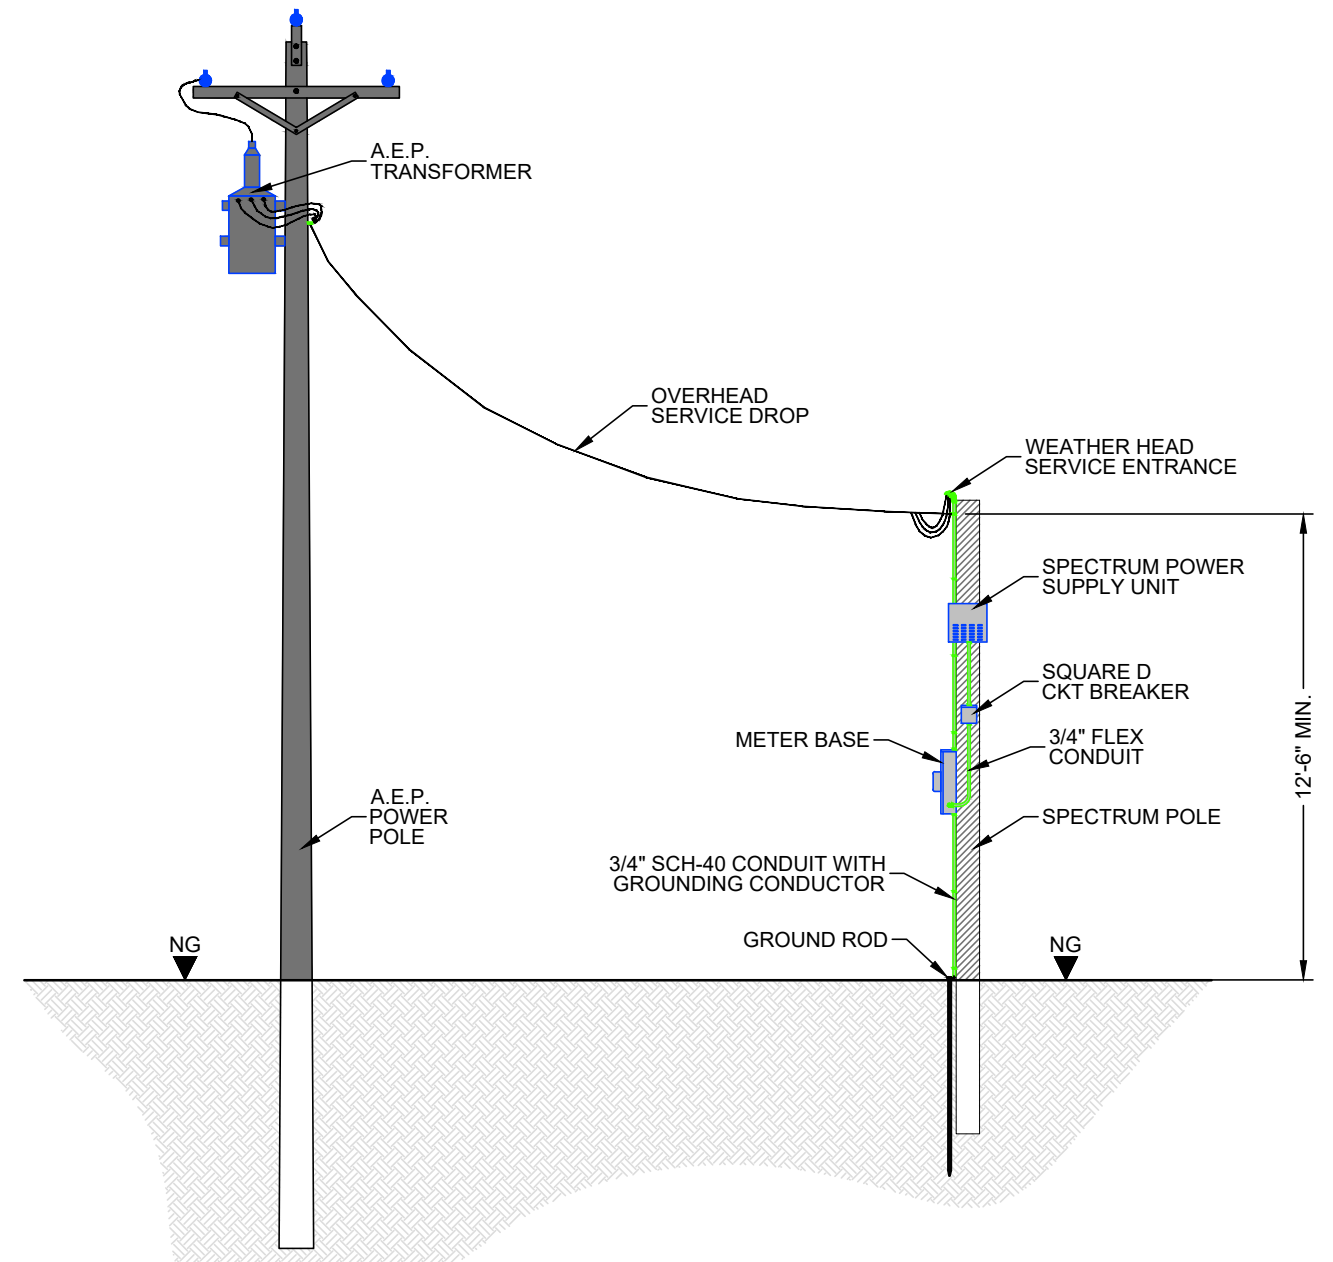 A.E.P.
TRANSFORMER
OVERHEAD
SERVICE DROP
WEATHER HEAD
SERVICE ENTRANCE
SPECTRUM POWER
SUPPLY UNIT
SQUARE D
CKT BREAKER
METER BASE
3/4" FLEX
CONDUIT
12'-6" MIN.
A.E.P.
POWER
POLE
SPECTRUM POLE
3/4" SCH-40 CONDUIT WITH
GROUNDING CONDUCTOR
GROUND ROD
NG
NG